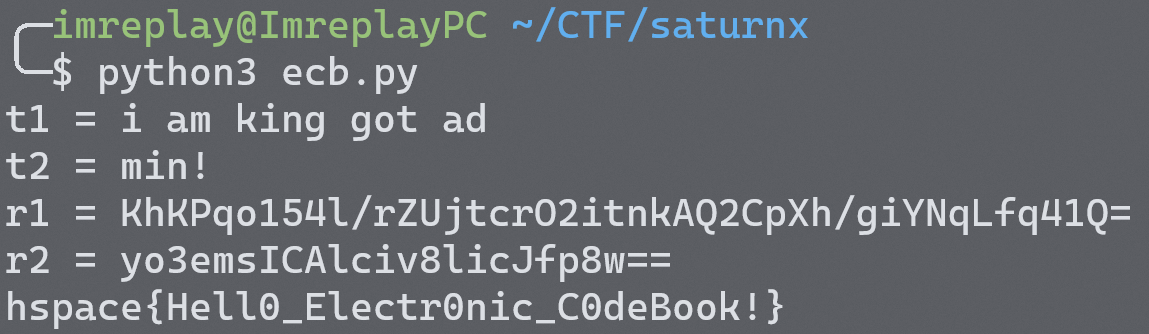 imreplay@ImreplayPC ~/CTF/saturnx
$ python3 ecb.py
t1 = i am king got ad
t2 = min!
r1 = KhKPqo154l/rZUjtcrO2itnkAQ2CpXh/giYNqLfq41Q=
r2 = yo3emsICAlciv8licJfp8w==
hspace{Hell0_Electr0nic_C0deBook!}